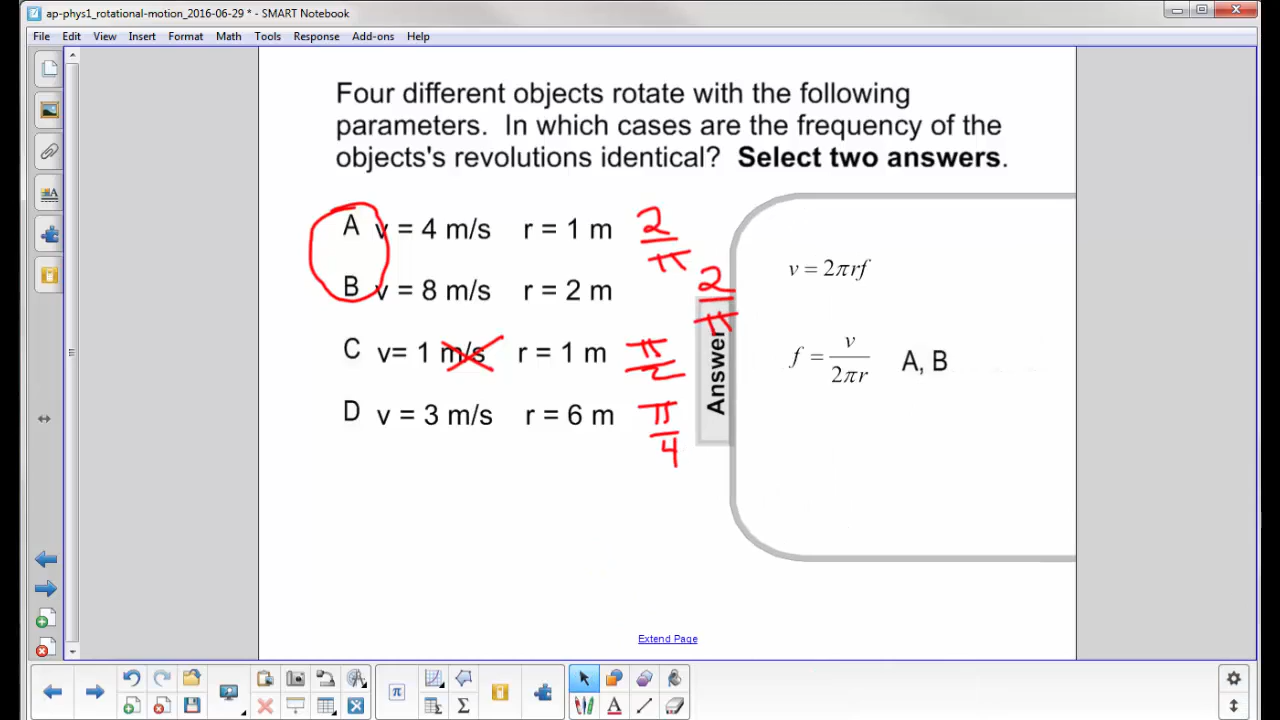 ap-phys1_rotational-motion_2016-06-29 * - SMART Notebook
File Edit View Insert Format Math Tools Response Add-ons Help
Four different objects rotate with the following
parameters. In which cases are the frequency of the
objects's revolutions identical? Select two answers.
A v = 4 m/s r = 1 m 2/π
B v = 8 m/s r = 2 m 2/π
C v= 1 m/s r = 1 m π/2
D v = 3 m/s r = 6 m π/4
Answer
v = 2πrf
f = v/2πr A, B
Extend Page